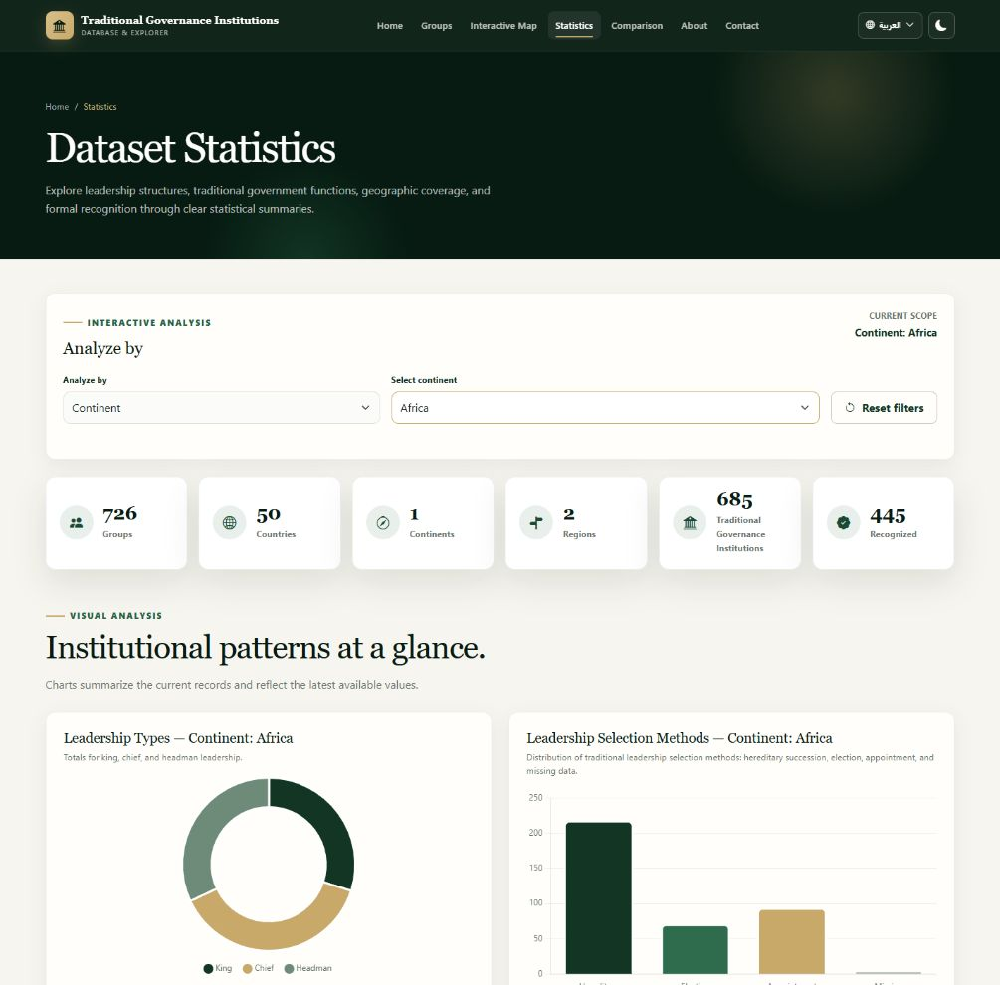 Traditional Governance Institutions
DATABASE & EXPLORER
Home
Groups
Interactive Map
Statistics
Comparison
About
Contact
العربية
Home / Statistics
Dataset Statistics
Explore leadership structures, traditional government functions, geographic coverage, and
formal recognition through clear statistical summaries.
INTERACTIVE ANALYSIS
Analyze by
CURRENT SCOPE
Continent: Africa
Analyze by
Continent
Select continent
Africa
Reset filters
726
Groups
50
Countries
1
Continents
2
Regions
685
Traditional
Governance
Institutions
445
Recognized
VISUAL ANALYSIS
Institutional patterns at a glance.
Charts summarize the current records and reflect the latest available values.
Leadership Types — Continent: Africa
Totals for king, chief, and headman leadership.
King
Chief
Headman
Leadership Selection Methods — Continent: Africa
Distribution of traditional leadership selection methods: hereditary succession, election, appointment, and
missing data.
250
200
150
100
50
0